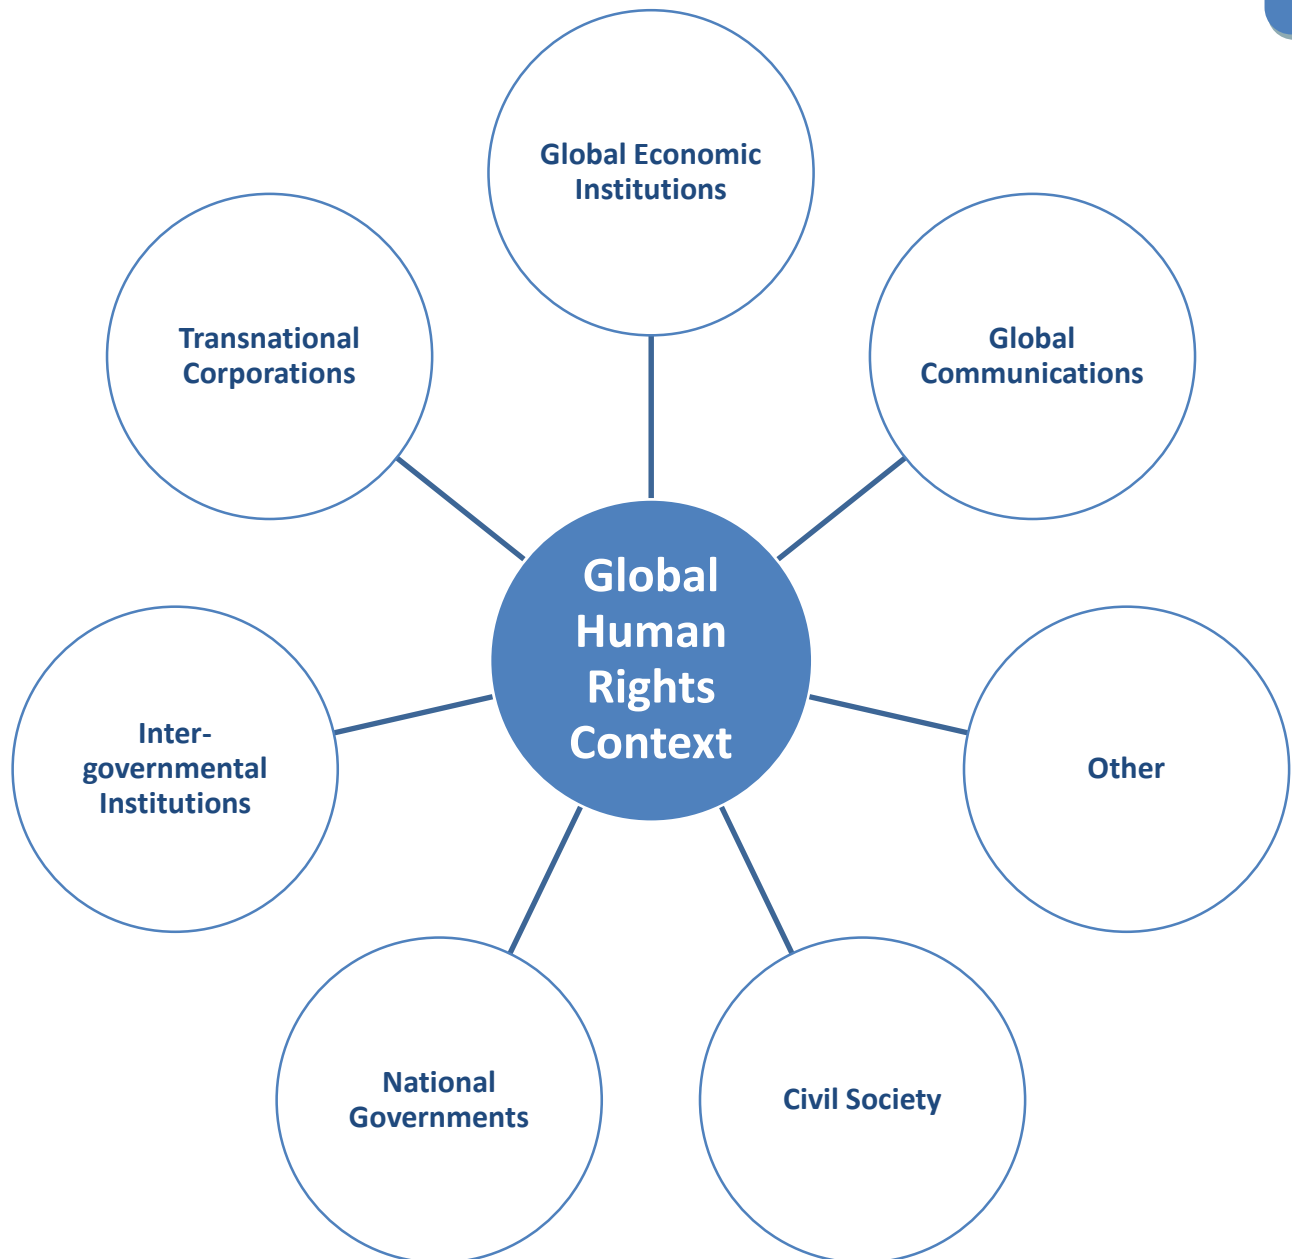 Global Economic
Institutions
Transnational
Corporations
Global
Communications
Global
Human
Rights
Context
Inter-
governmental
Institutions
Other
National
Governments
Civil Society